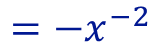 = −x⁻²